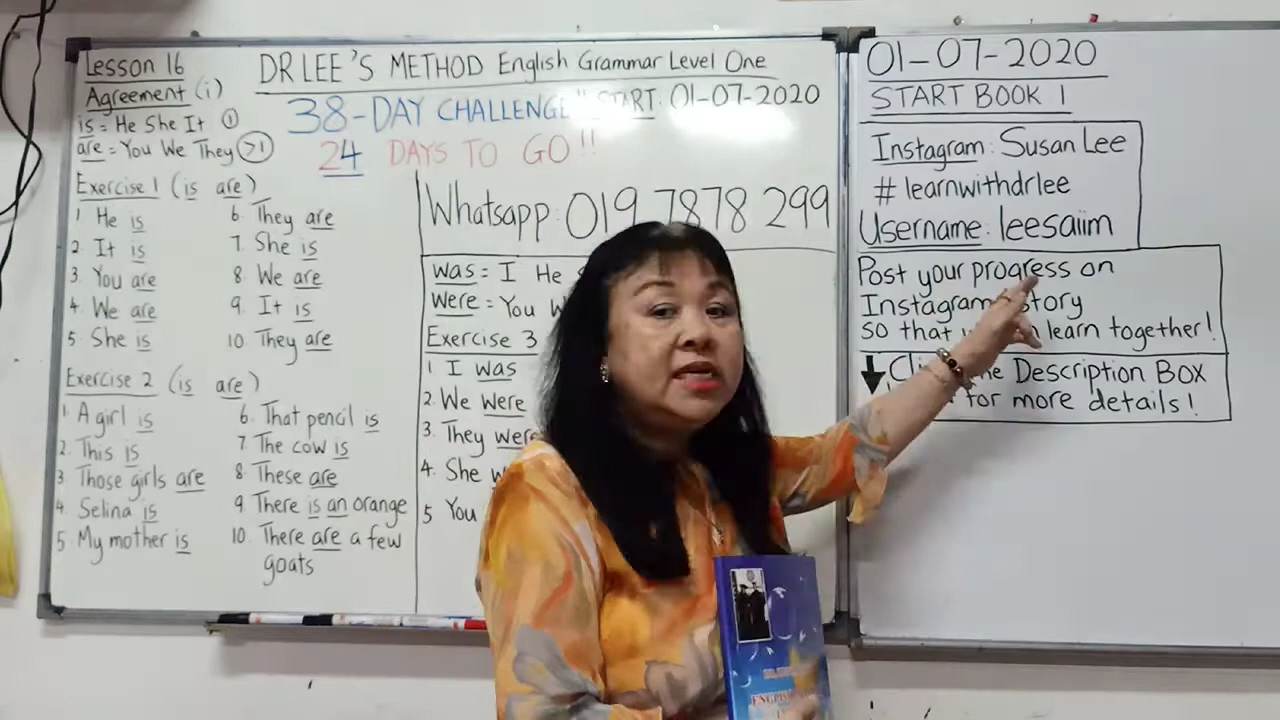 Lesson 16
Agreement (i)
is = He She It ①
are = You We They >1
DR LEE'S METHOD English Grammar Level One
38-DAY CHALLENGE" START: 01-07-2020
24 DAYS TO GO!!
Exercise 1 (is are)
1 He is
2. It is
3. You are
4. We are
5 She is
6. They are
7. She is
8 We are
9. It is
10 They are
Exercise 2 (is are)
1. A girl is
2. This is
3. Those girls are
4. Selina is
5. My mother is
6. That pencil is
7. The cow is
8 These are
9 There is an orange
10. There are a few
goats
Whatsapp: 019 7878 299
was = I He
were = You
Exercise 3
1 I was
2. We were
3. They were
4. She
5 You
01-07-2020
START BOOK 1
Instagram: Susan Lee
# learnwithdrlee
Username: leesaiim
Post your progress on
Instagram Story
so that learn together!
Description Box
for more details!